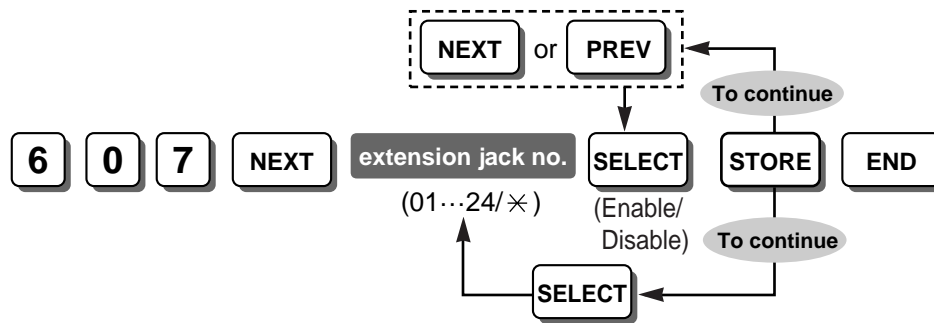 NEXT or PREV
To continue
6 0 7 NEXT extension jack no. SELECT STORE END
(01···24/✳)
(Enable/
Disable)
To continue
SELECT